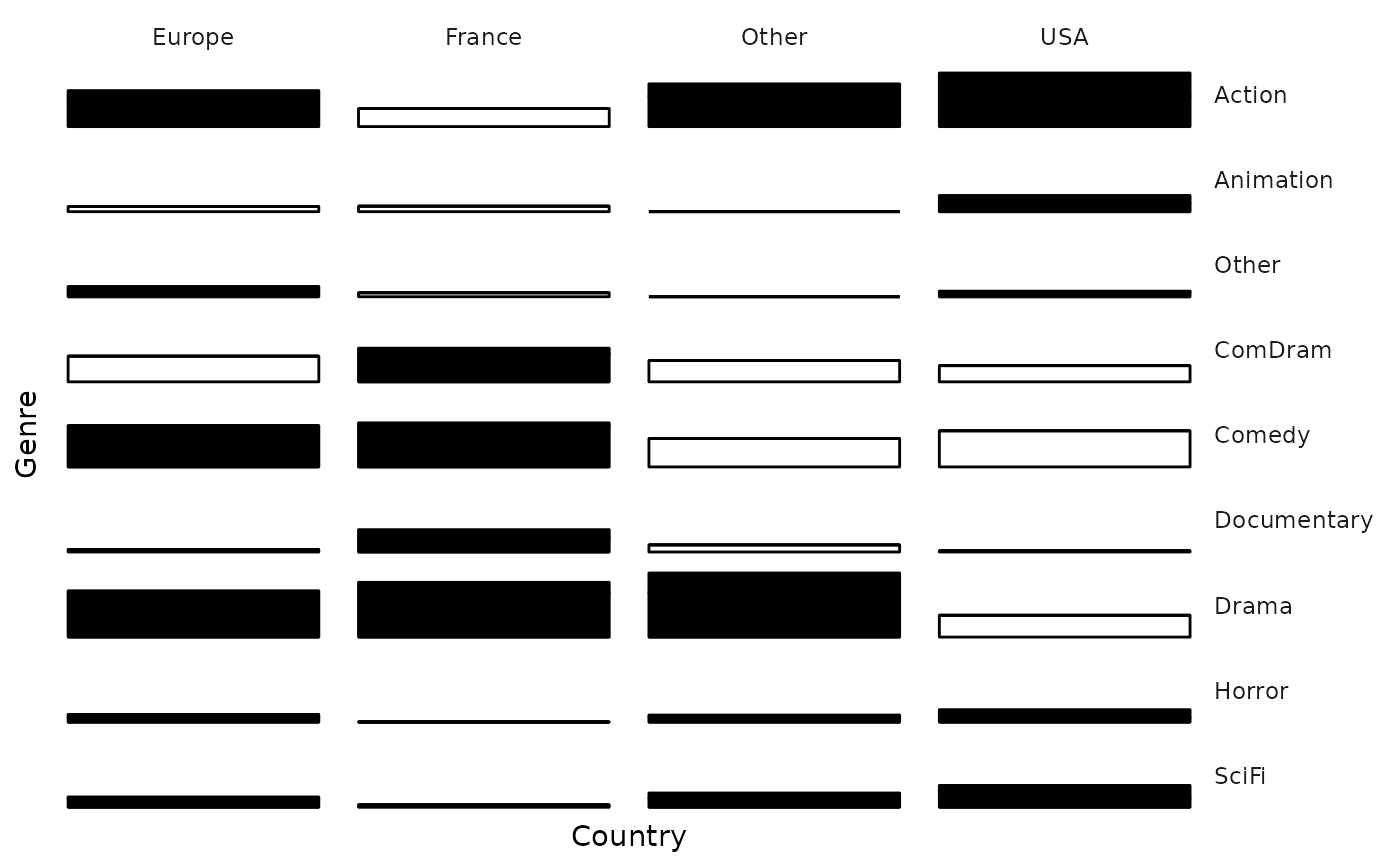 Europe France Other USA
Action
Animation
Other
ComDram
Comedy
Documentary
Drama
Horror
SciFi
Genre
Country